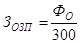 З_ОЗП = Ф_О / 300